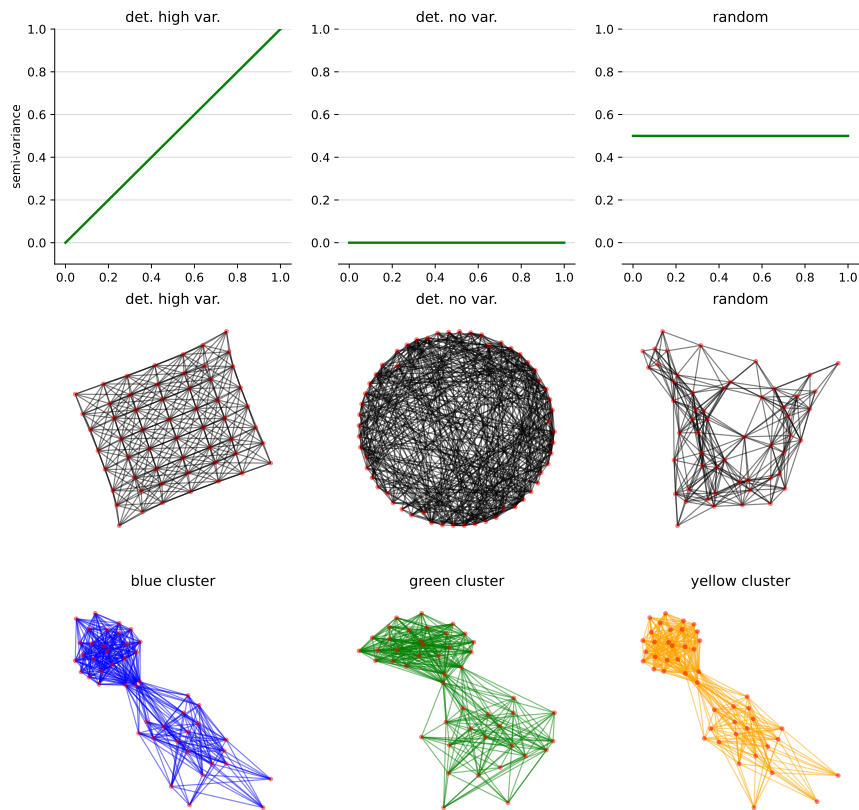 det. high var.
det. no var.
random
semi-variance
1.0
0.8
0.6
0.4
0.2
0.0
0.0 0.2 0.4 0.6 0.8 1.0
1.0
0.8
0.6
0.4
0.2
0.0
0.0 0.2 0.4 0.6 0.8 1.0
1.0
0.8
0.6
0.4
0.2
0.0
0.0 0.2 0.4 0.6 0.8 1.0
det. high var.
det. no var.
random
blue cluster
green cluster
yellow cluster